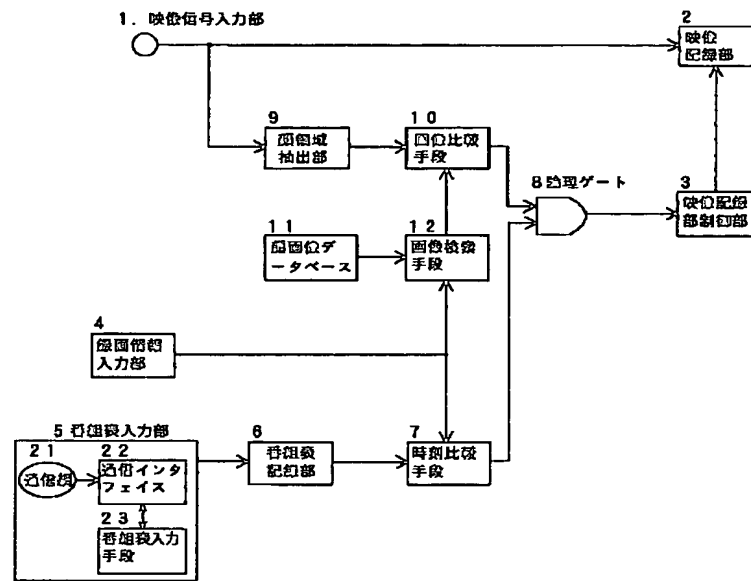 1．映像信号入力部
2
映像
記録部
9
顔領域
抽出部
10
画像比較
手段
8論理ゲート
3
映像記録
部制御部
11
顔画像デ
ータベース
12
画像検索
手段
4
録画情報
入力部
5 番組表入力部
21
通信網
22
通信インタ
フェイス
23
番組表入力
手段
6
番組表
記憶部
7
時刻比較
手段